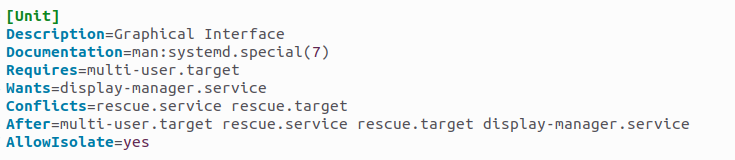 [Unit]
Description=Graphical Interface
Documentation=man:systemd.special(7)
Requires=multi-user.target
Wants=display-manager.service
Conflicts=rescue.service rescue.target
After=multi-user.target rescue.service rescue.target display-manager.service
AllowIsolate=yes